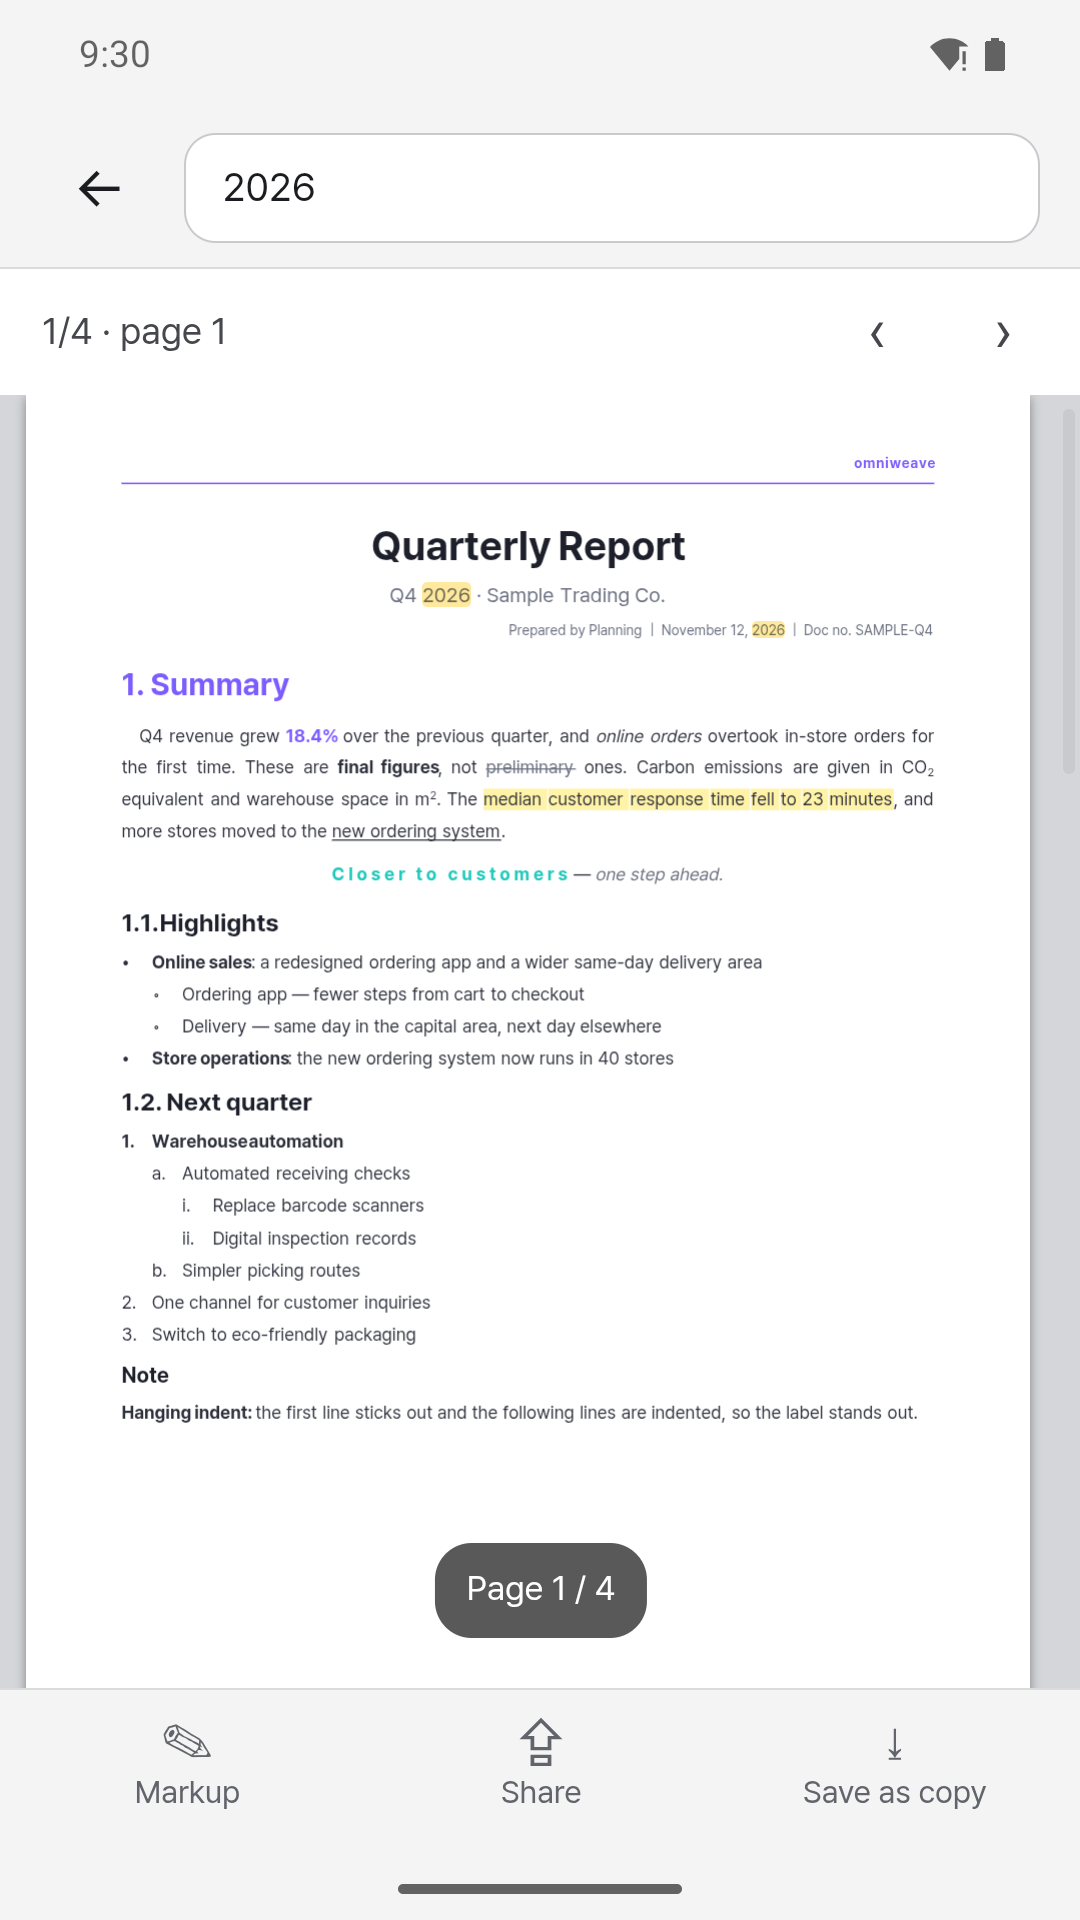 9:30
2026
1/4 · page 1
omniweave
Quarterly Report
Q4 2026 · Sample Trading Co.
Prepared by Planning | November 12, 2026 | Doc no. SAMPLE-Q4
1. Summary
Q4 revenue grew 18.4% over the previous quarter, and online orders overtook in-store orders for
the first time. These are final figures, not preliminary ones. Carbon emissions are given in CO₂
equivalent and warehouse space in m². The median customer response time fell to 23 minutes, and
more stores moved to the new ordering system.
Closer to customers — one step ahead.
1.1.Highlights
• Online sales: a redesigned ordering app and a wider same-day delivery area
◦ Ordering app — fewer steps from cart to checkout
◦ Delivery — same day in the capital area, next day elsewhere
• Store operations: the new ordering system now runs in 40 stores
1.2. Next quarter
1. Warehouse automation
a. Automated receiving checks
i. Replace barcode scanners
ii. Digital inspection records
b. Simpler picking routes
2. One channel for customer inquiries
3. Switch to eco-friendly packaging
Note
Hanging indent: the first line sticks out and the following lines are indented, so the label stands out.
Page 1 / 4
Markup
Share
Save as copy